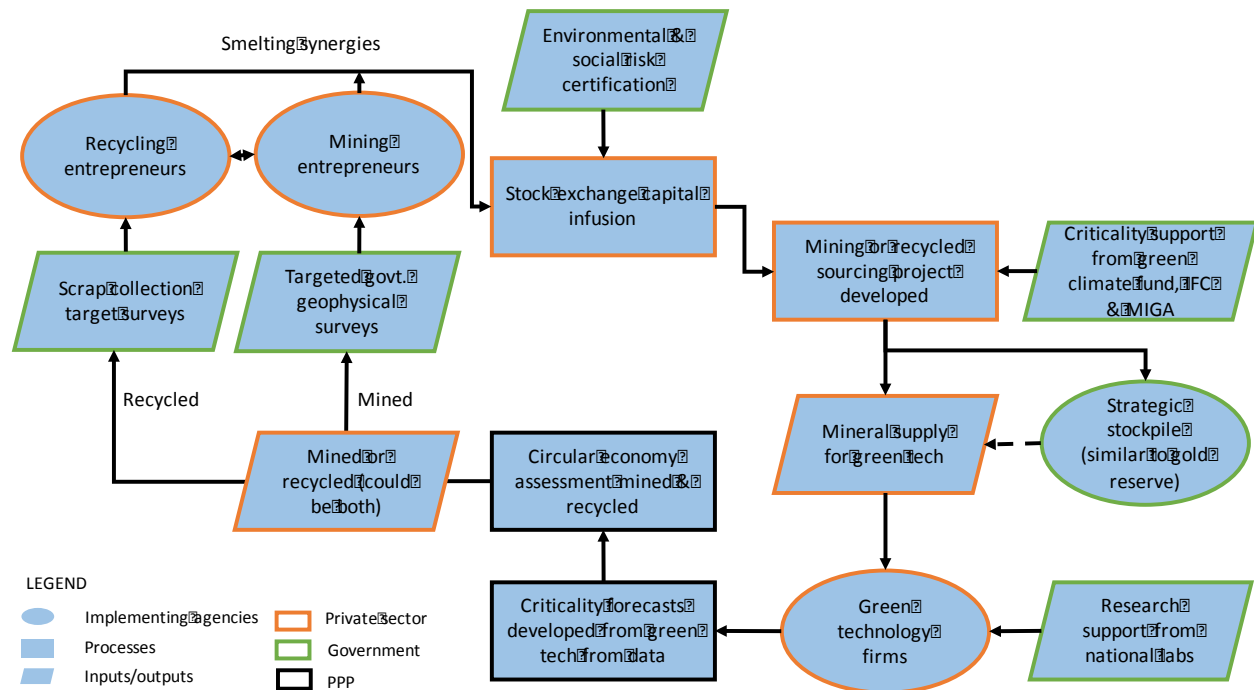 Smelting synergies
Environmental &
social risk
certification
Recycling
entrepreneurs
Mining
entrepreneurs
Stock exchange capital
infusion
Mining or recycled
sourcing project
developed
Criticality support
from green
climate fund, IFC
& MIGA
Scrap collection
target surveys
Targeted govt.
geophysical
surveys
Recycled
Mined
Mined or
recycled (could
be both)
Circular economy
assessment mined &
recycled
Mineral supply
for green tech
Strategic
stockpile
(similar to gold
reserve)
Criticality forecasts
developed from green
tech from data
Green
technology
firms
Research
support from
national labs
LEGEND
Implementing agencies
Processes
Inputs/outputs
Private sector
Government
PPP